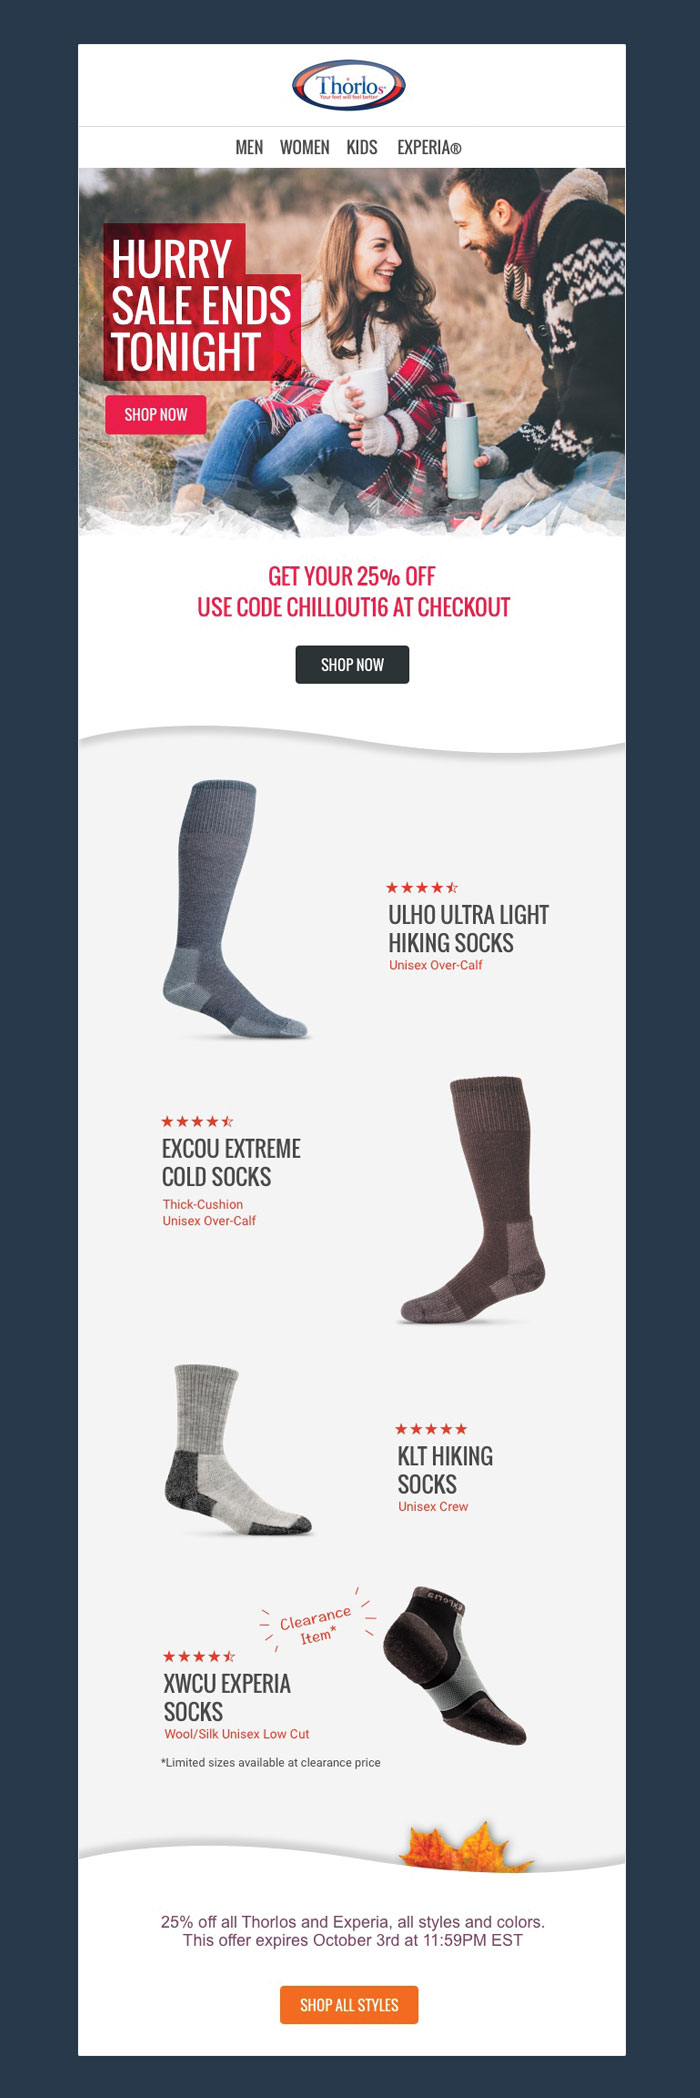 Thorlos®
Your feet will feel better®
MEN WOMEN KIDS EXPERIA®
HURRY
SALE ENDS
TONIGHT
SHOP NOW
GET YOUR 25% OFF
USE CODE CHILLOUT16 AT CHECKOUT
SHOP NOW
ULHO ULTRA LIGHT
HIKING SOCKS
Unisex Over-Calf
EXCOU EXTREME
COLD SOCKS
Thick-Cushion
Unisex Over-Calf
KLT HIKING
SOCKS
Unisex Crew
EXPERIA
Clearance
Item*
XWCU EXPERIA
SOCKS
Wool/Silk Unisex Low Cut
*Limited sizes available at clearance price
25% off all Thorlos and Experia, all styles and colors.
This offer expires October 3rd at 11:59PM EST
SHOP ALL STYLES